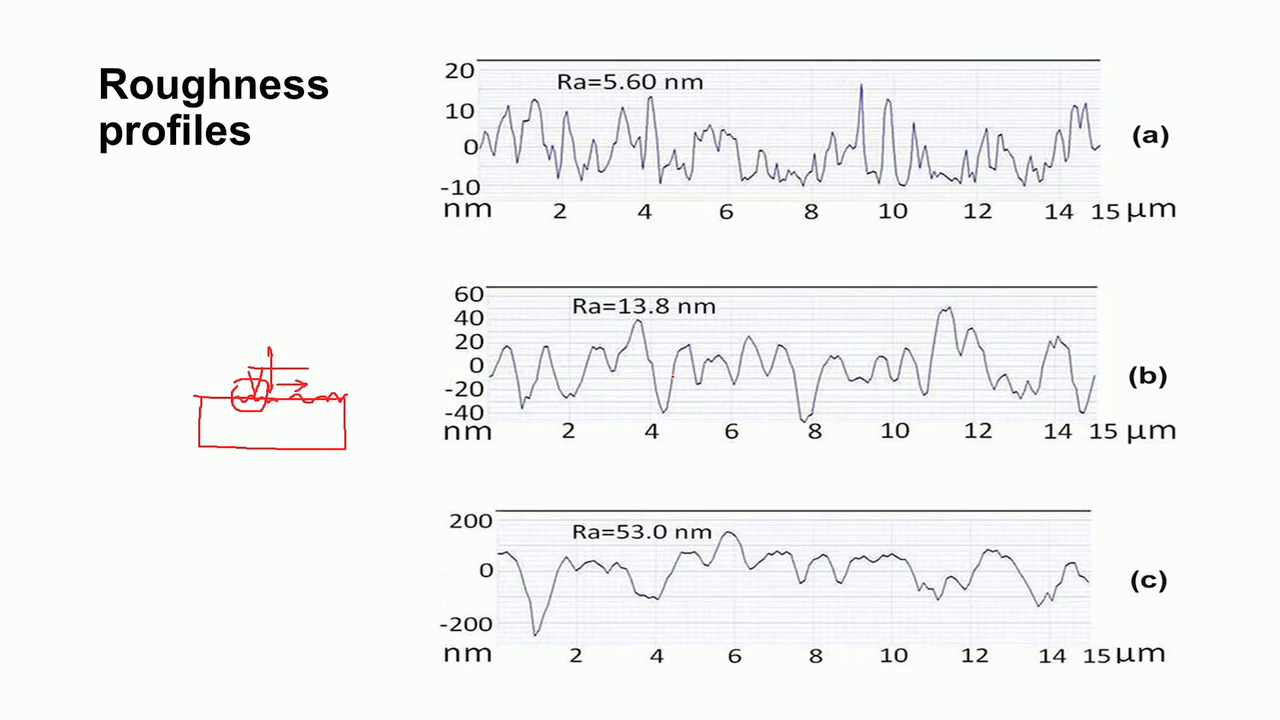 Roughness
profiles
20
Ra=5.60 nm
10
0
-10
nm 2 4 6 8 10 12 14 15 µm
(a)
60
Ra=13.8 nm
40
20
0
-20
-40
nm 2 4 6 8 10 12 14 15 µm
(b)
200
Ra=53.0 nm
0
-200
nm 2 4 6 8 10 12 14 15 µm
(c)